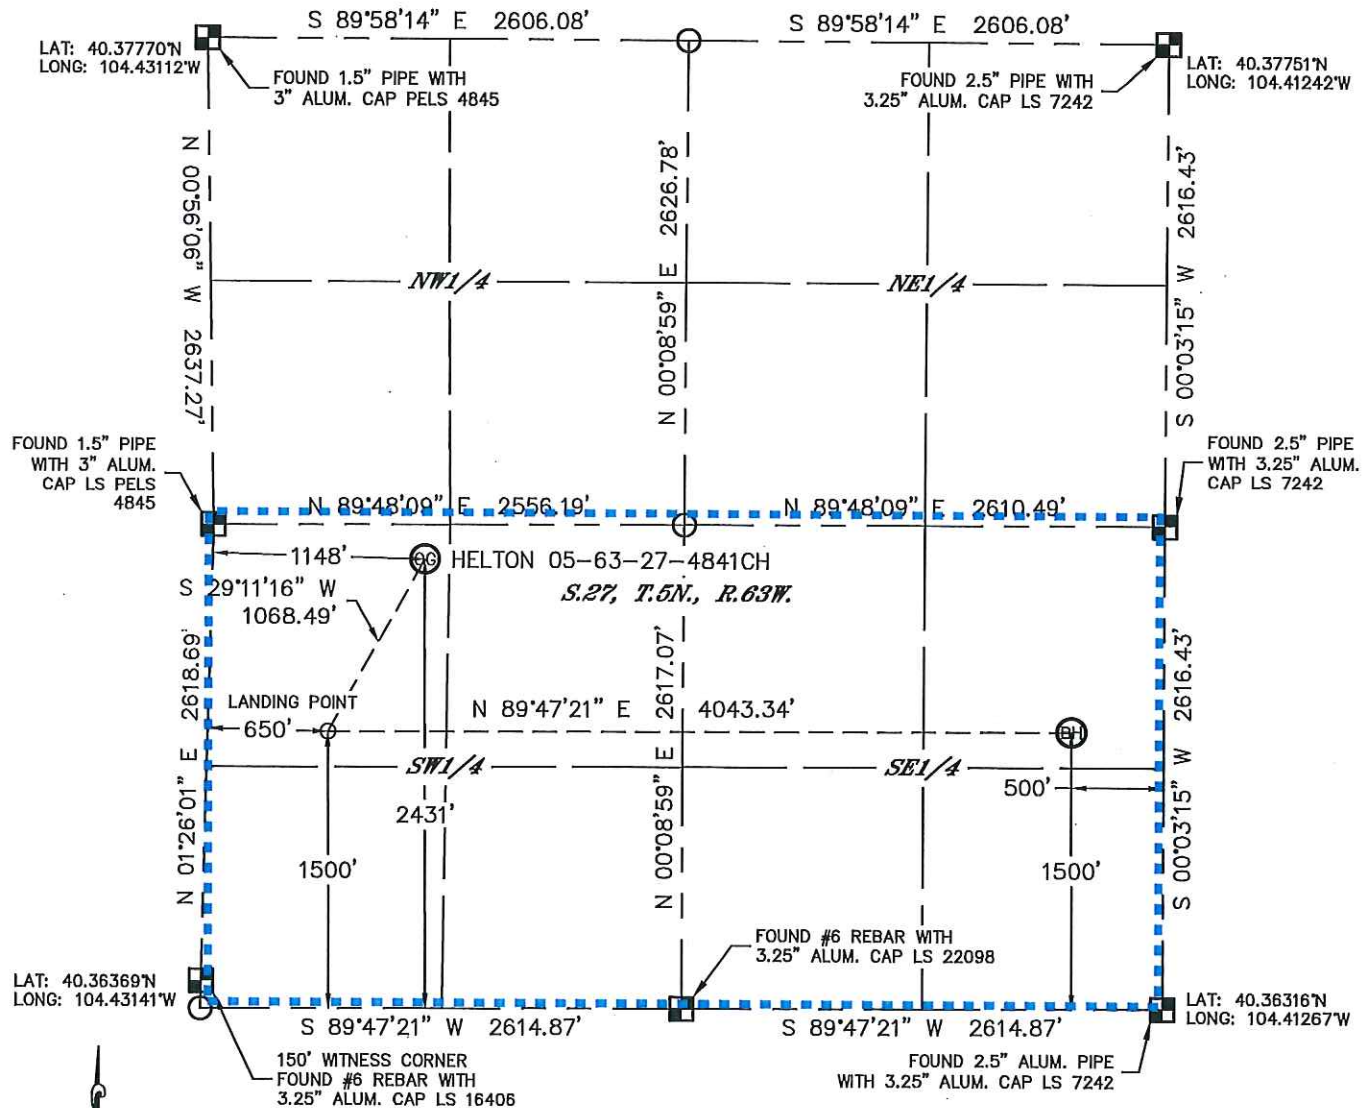 S 89°58'14" E 2606.08'
S 89°58'14" E 2606.08'
LAT: 40.37770°N
LONG: 104.43112°W
LAT: 40.37751°N
LONG: 104.41242°W
FOUND 1.5" PIPE WITH
3" ALUM. CAP PELS 4845
FOUND 2.5" PIPE WITH
3.25" ALUM. CAP LS 7242
N 00°56'06" W 2637.27'
N 00°08'59" E 2626.78'
S 00°03'15" W 2616.43'
NW1/4
NE1/4
FOUND 1.5" PIPE
WITH 3" ALUM.
CAP LS PELS
4845
FOUND 2.5" PIPE
WITH 3.25" ALUM.
CAP LS 7242
N 89°48'09" E 2556.19'
N 89°48'09" E 2610.49'
1148'
OG
HELTON 05-63-27-4841CH
S.27, T.5N., R.63W.
S 29°11'16" W
1068.49'
N 01°26'01" E 2618.69'
N 00°08'59" E 2617.07'
S 00°03'15" W 2616.43'
LANDING POINT
650'
N 89°47'21" E 4043.34'
BH
SW1/4
SE1/4
500'
2431'
1500'
1500'
FOUND #6 REBAR WITH
3.25" ALUM. CAP LS 22098
LAT: 40.36369°N
LONG: 104.43141°W
LAT: 40.36316°N
LONG: 104.41267°W
S 89°47'21" W 2614.87'
S 89°47'21" W 2614.87'
150' WITNESS CORNER
FOUND #6 REBAR WITH
3.25" ALUM. CAP LS 16406
FOUND 2.5" ALUM. PIPE
WITH 3.25" ALUM. CAP LS 7242